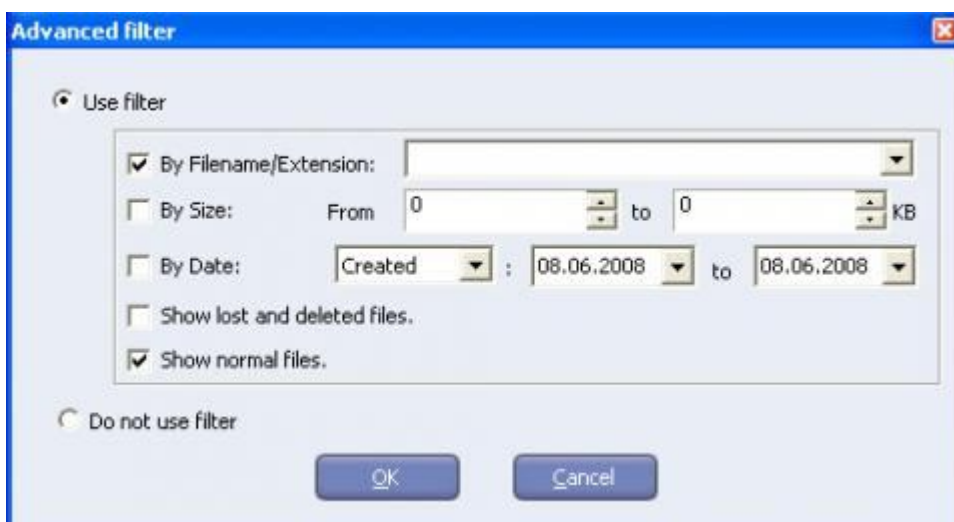 Advanced filter
Use filter
By Filename/Extension:
By Size: From 0 to 0 KB
By Date: Created : 08.06.2008 to 08.06.2008
Show lost and deleted files.
Show normal files.
Do not use filter
OK Cancel